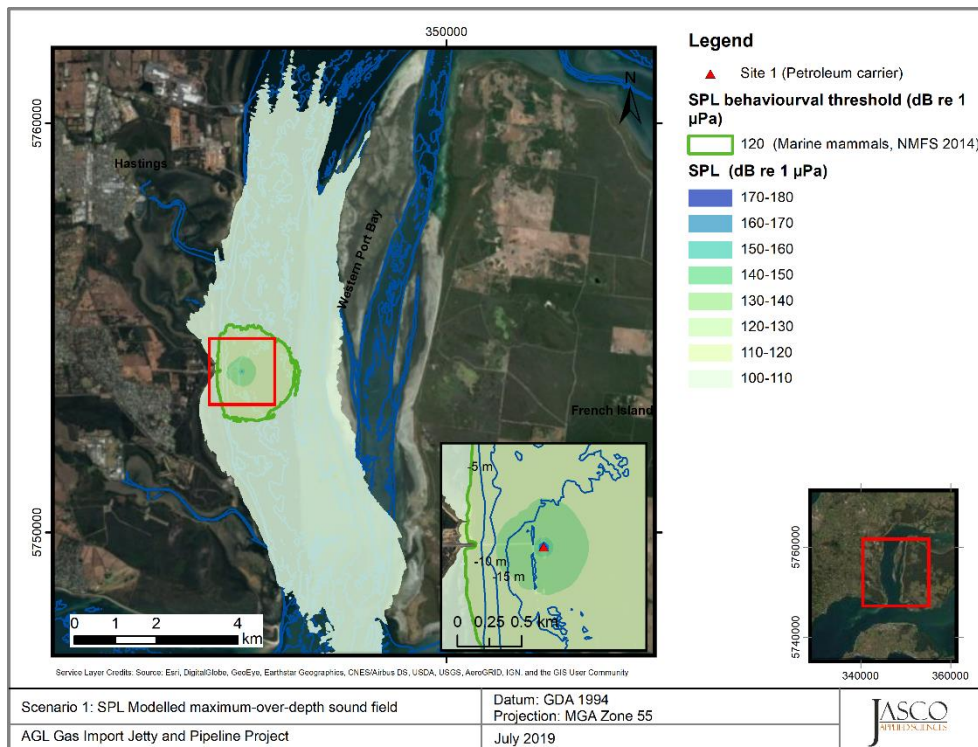 350000
Legend
N
Site 1 (Petroleum carrier)
SPL behaviourval threshold (dB re 1
μPa)
120 (Marine mammals, NMFS 2014)
SPL (dB re 1 μPa)
170-180
160-170
150-160
140-150
130-140
120-130
110-120
100-110
5760000
5750000
Hastings
Western Port Bay
French Island
-5 m
-10 m
-15 m
0 0.25 0.5 km
0 1 2 4
km
5760000
5740000
340000 360000
Service Layer Credits: Source: Esri, DigitalGlobe, GeoEye, Earthstar Geographics, CNES/Airbus DS, USDA, USGS, AeroGRID, IGN, and the GIS User Community
Scenario 1: SPL Modelled maximum-over-depth sound field
Datum: GDA 1994
Projection: MGA Zone 55
AGL Gas Import Jetty and Pipeline Project
July 2019
JASCO
APPLIED SCIENCES